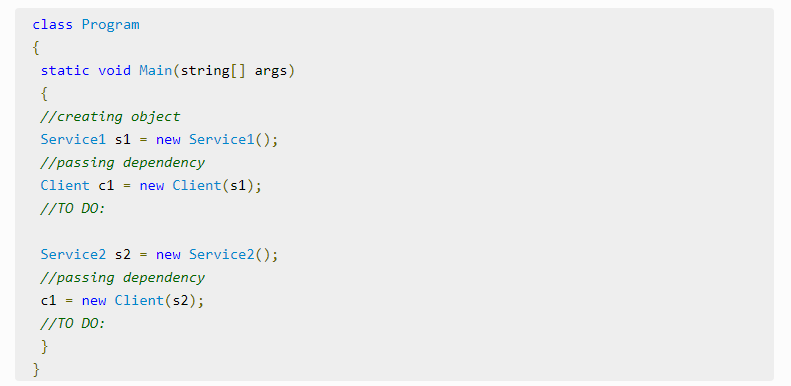 class Program
{
static void Main(string[] args)
{
//creating object
Service1 s1 = new Service1();
//passing dependency
Client c1 = new Client(s1);
//TO DO:
Service2 s2 = new Service2();
//passing dependency
c1 = new Client(s2);
//TO DO:
}
}